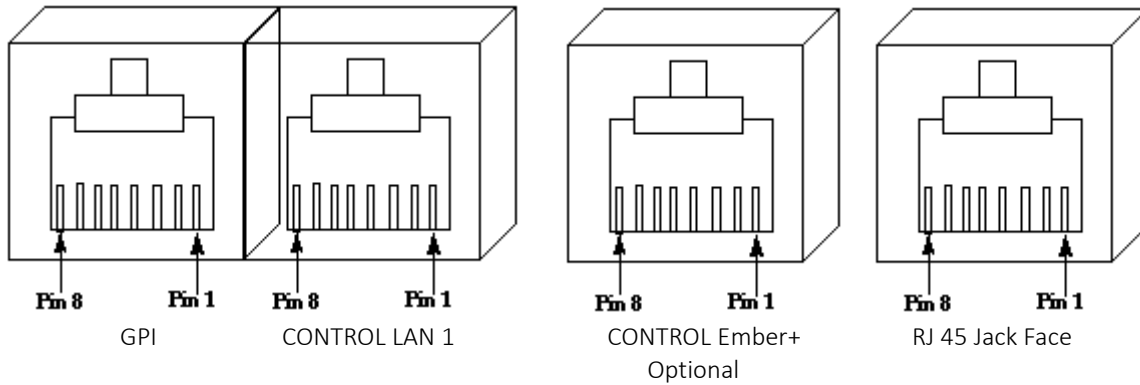 Pin 8 Pin 1 Pin 8 Pin 1 Pin 8 Pin 1 Pin 8 Pin 1
GPI CONTROL LAN 1 CONTROL Ember+ RJ 45 Jack Face
Optional